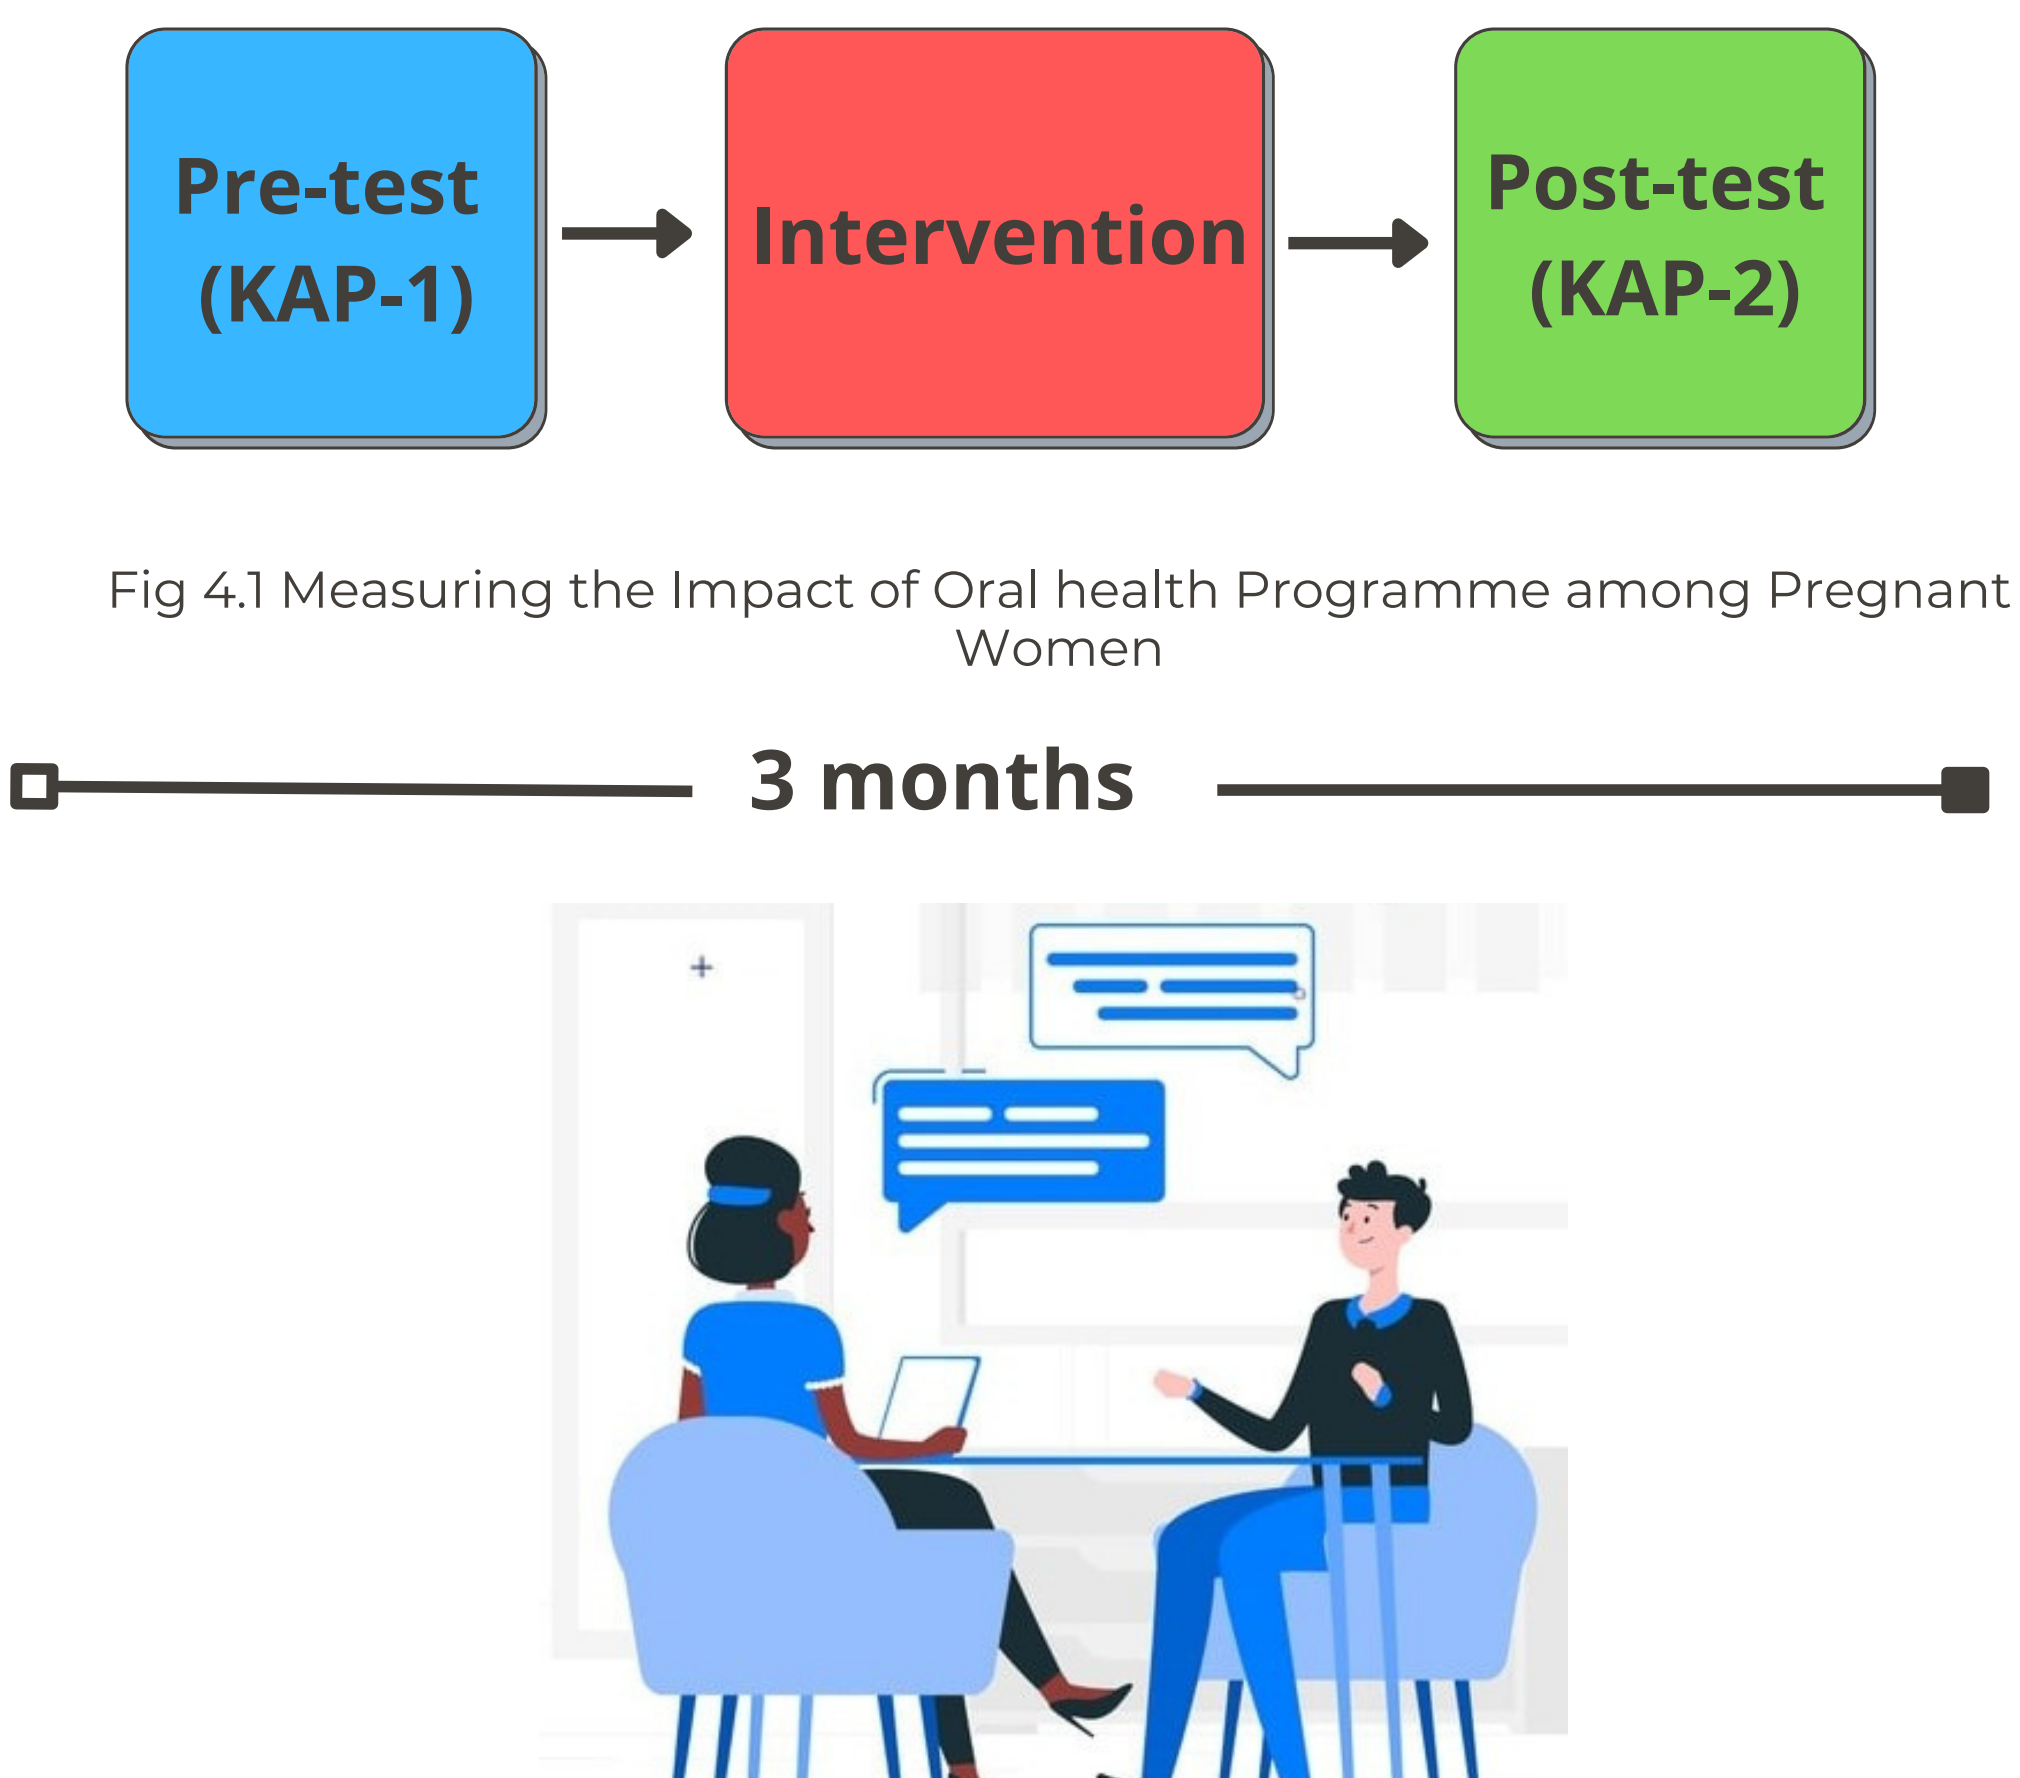 Pre-test
(KAP-1)
Intervention
Post-test
(KAP-2)
Fig 4.1 Measuring the Impact of Oral health Programme among Pregnant
Women
3 months